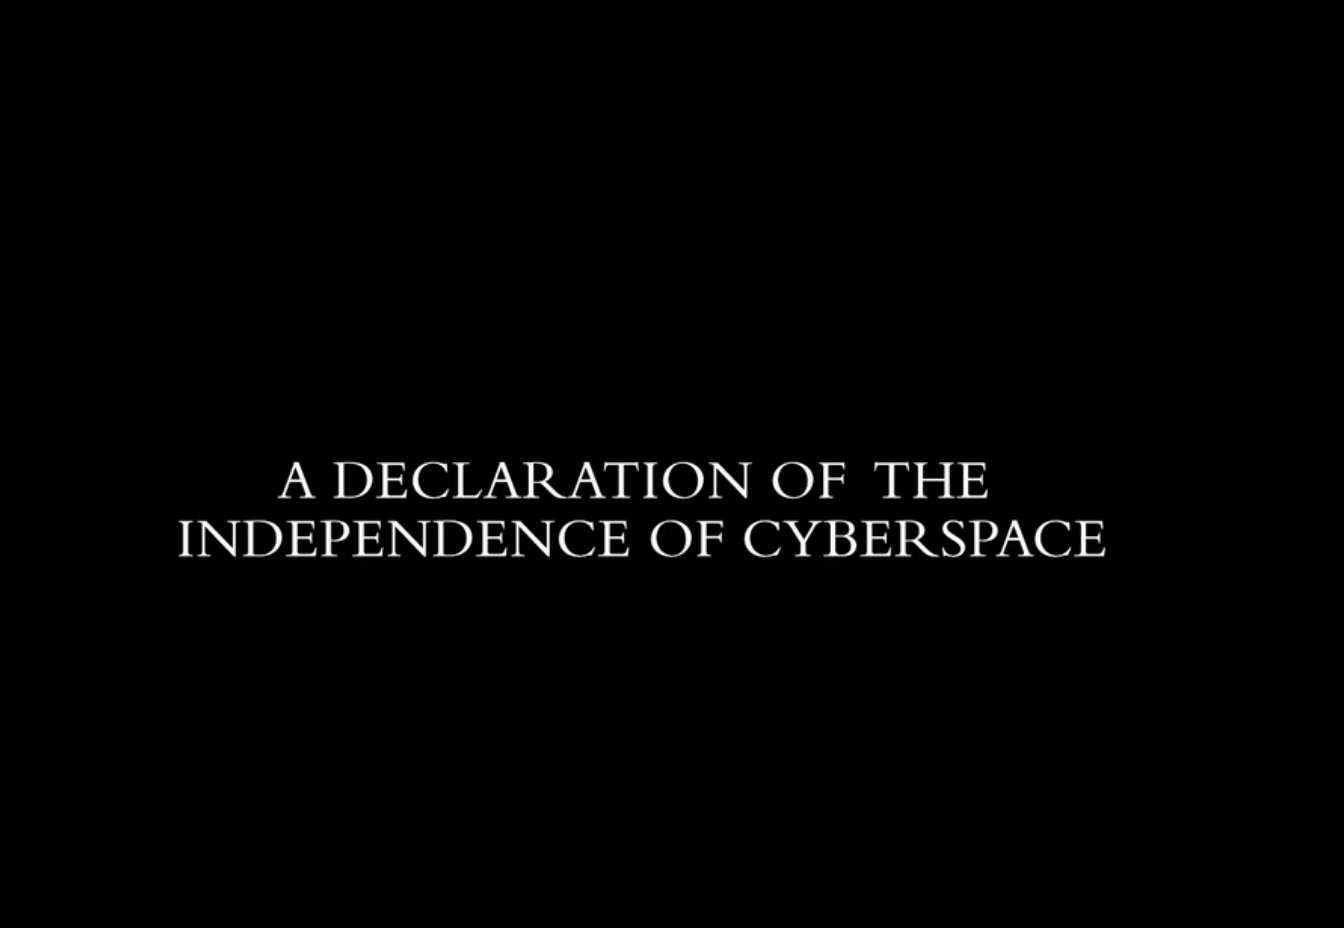 A DECLARATION OF THE
INDEPENDENCE OF CYBERSPACE